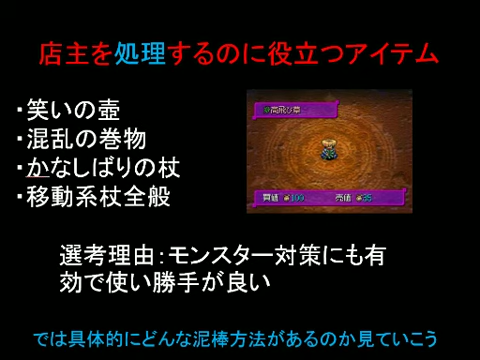 店主を処理するのに役立つアイテム
・笑いの壺
・混乱の巻物
・かなしばりの杖
・移動系杖全般
高飛び草
買値 100 売値 35
選考理由：モンスター対策にも有
効で使い勝手が良い
では具体的にどんな泥棒方法があるのか見ていこう